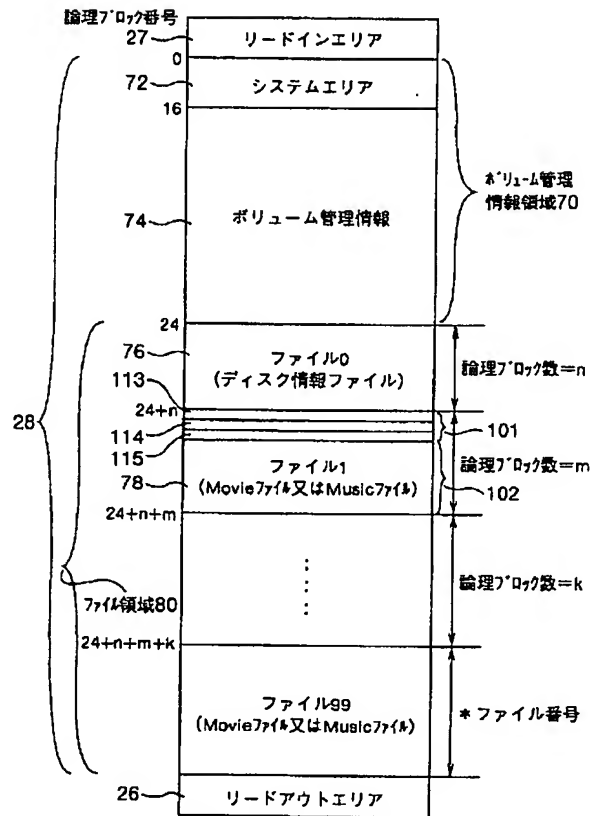 論理ブロック番号
27
リードインエリア
0
72
システムエリア
16
74
ボリューム管理情報
ボリューム管理
情報領域70
24
76
ファイル0
(ディスク情報ファイル)
論理ブロック数=n
113
24+n
28
114
101
115
論理ブロック数=m
78
ファイル1
(Movieファイル又はMusicファイル)
102
24+n+m
ファイル領域80
論理ブロック数=k
24+n+m+k
ファイル99
(Movieファイル又はMusicファイル)
*ファイル番号
26
リードアウトエリア